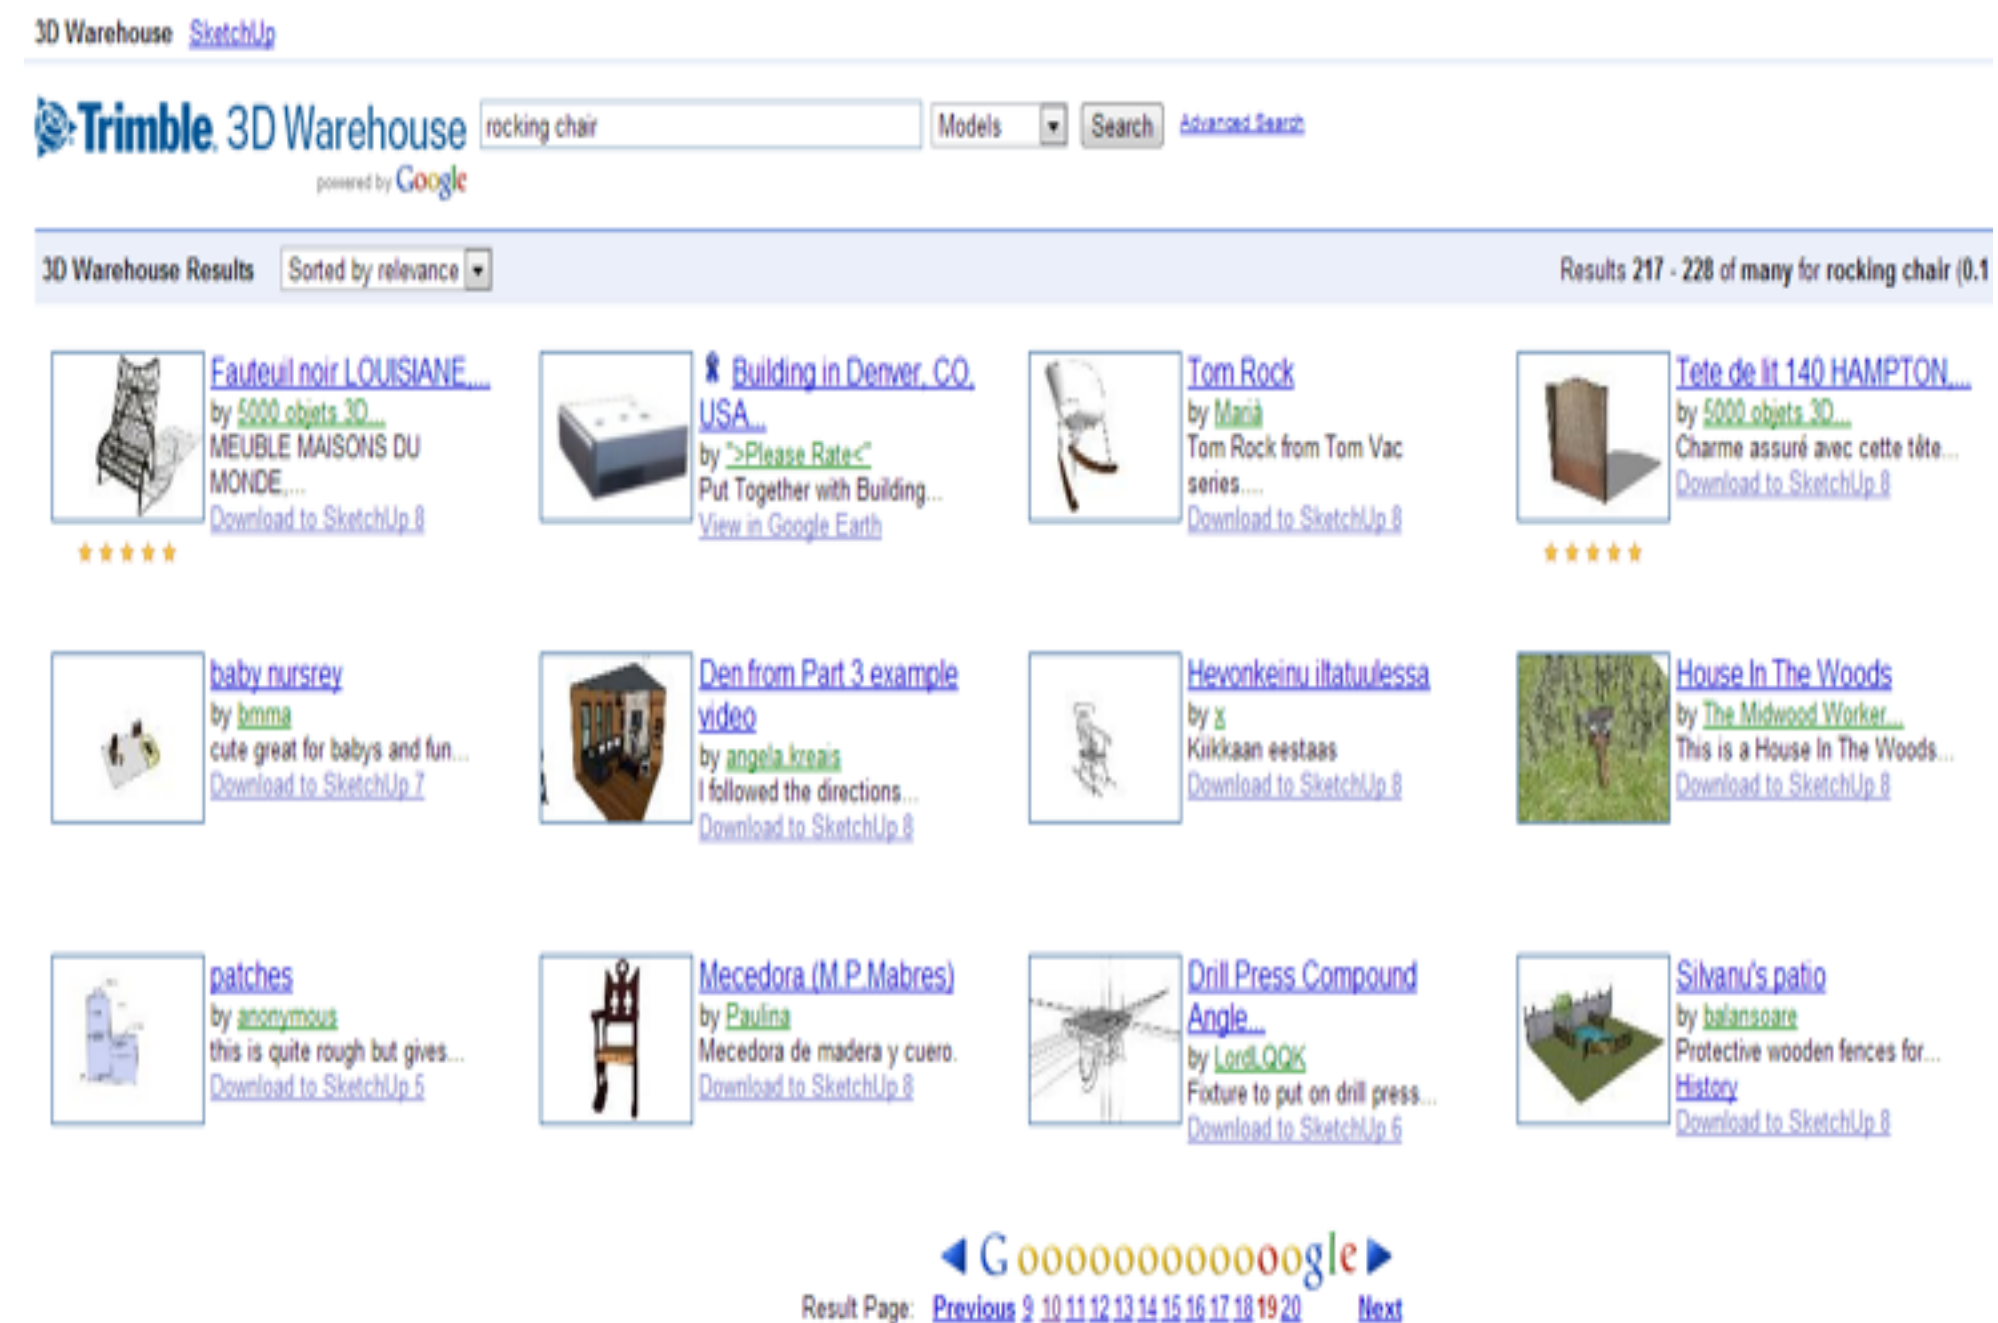 3D Warehouse SketchUp
Trimble 3D Warehouse rocking chair Models Search Advanced Search
powered by Google
3D Warehouse Results Sorted by relevance Results 217 - 228 of many for rocking chair (0.1
Fauteuil noir LOUISIANE,...
by 5000 objets 3D...
MEUBLE MAISONS DU
MONDE,...
Download to SketchUp 8
Building in Denver, CO,
USA...
by ">Please Rate<"
Put Together with Building...
View in Google Earth
Tom Rock
by Marià
Tom Rock from Tom Vac
series....
Download to SketchUp 8
Tete de lit 140 HAMPTON,...
by 5000 objets 3D...
Charme assuré avec cette tête...
Download to SketchUp 8
baby nursrey
by bmma
cute great for babys and fun...
Download to SketchUp 7
Den from Part 3 example
video
by angela.kreais
I followed the directions...
Download to SketchUp 8
Hevonkeinu iltatuulessa
by x
Kiikkaan eestaas
Download to SketchUp 8
House In The Woods
by The Midwood Worker...
This is a House In The Woods...
Download to SketchUp 8
patches
by anonymous
this is quite rough but gives...
Download to SketchUp 5
Mecedora (M.P.Mabres)
by Paulina
Mecedora de madera y cuero.
Download to SketchUp 8
Drill Press Compound
Angle...
by LordLQQK
Fixture to put on drill press...
Download to SketchUp 6
Silvanu's patio
by balansoare
Protective wooden fences for...
History
Download to SketchUp 8
Goooooooooooogle
Result Page: Previous 9 10 11 12 13 14 15 16 17 18 19 20 Next